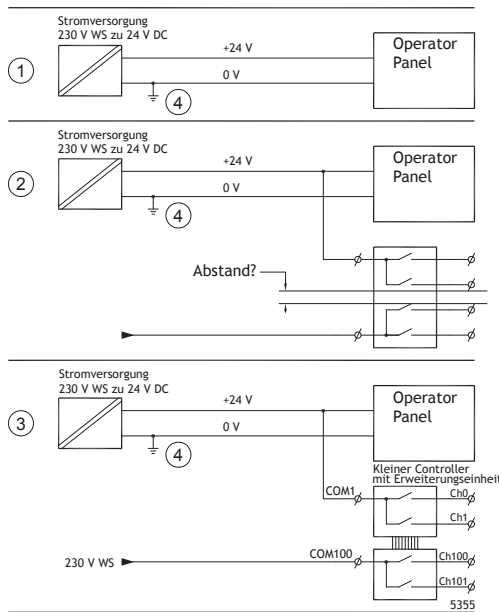 Stromversorgung
230 V WS zu 24 V DC
+24 V
0 V
Operator
Panel
1
4
Stromversorgung
230 V WS zu 24 V DC
+24 V
0 V
Operator
Panel
2
4
Abstand?
Stromversorgung
230 V WS zu 24 V DC
+24 V
0 V
Operator
Panel
3
4
Kleiner Controller
mit Erweiterungseinheit
COM1
Ch0
Ch1
230 V WS
COM100
Ch100
Ch101
5355